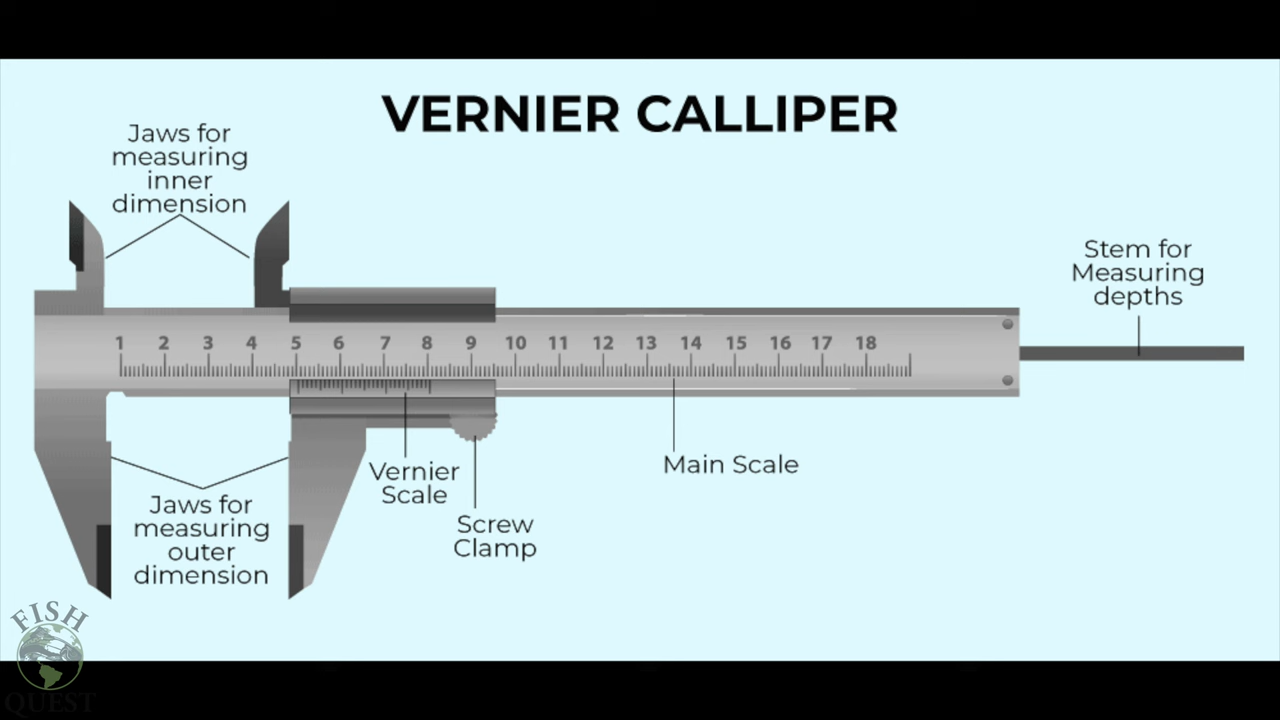 VERNIER CALLIPER
Jaws for
measuring
inner
dimension
Stem for
Measuring
depths
1 2 3 4 5 6 7 8 9 10 11 12 13 14 15 16 17 18
Main Scale
Vernier
Scale
Screw
Clamp
Jaws for
measuring
outer
dimension
FISH
QUEST